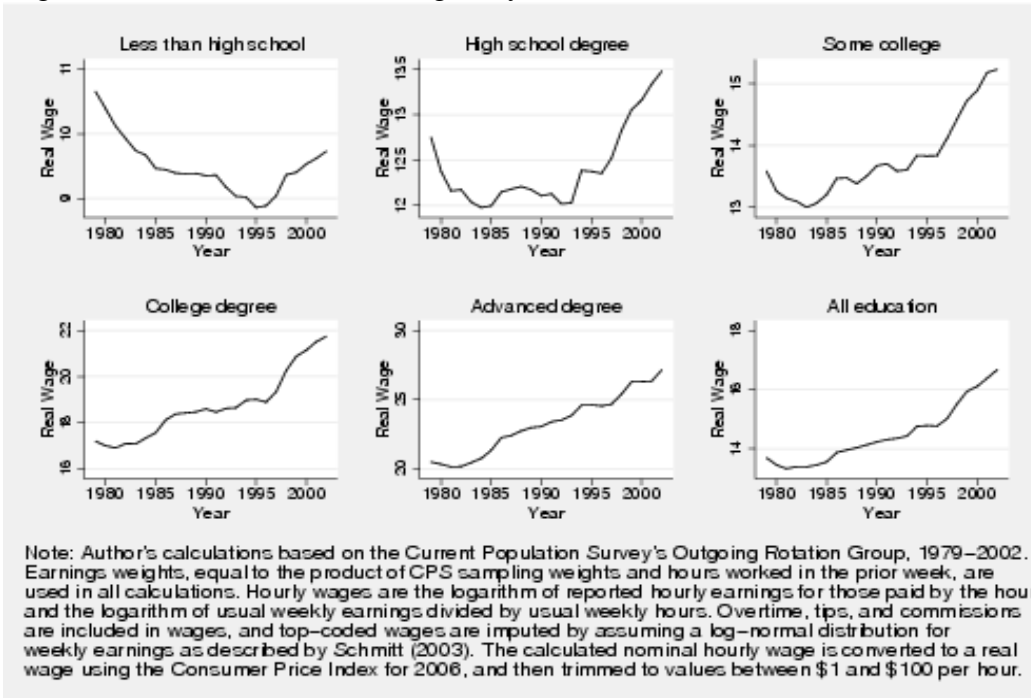 Less than high school
High school degree
Some college
Real Wage
9 10 11
1980 1985 1990 1995 2000
Year
Real Wage
12 12.5 13 13.5
1980 1985 1990 1995 2000
Year
Real Wage
13 14 15
1980 1985 1990 1995 2000
Year
College degree
Advanced degree
All education
Real Wage
16 18 20 22
1980 1985 1990 1995 2000
Year
Real Wage
20 25 30
1980 1985 1990 1995 2000
Year
Real Wage
14 16 18
1980 1985 1990 1995 2000
Year
Note: Author's calculations based on the Current Population Survey's Outgoing Rotation Group, 1979–2002.
Earnings weights, equal to the product of CPS sampling weights and hours worked in the prior week, are
used in all calculations. Hourly wages are the logarithm of reported hourly earnings for those paid by the hou
and the logarithm of usual weekly earnings divided by usual weekly hours. Overtime, tips, and commissions
are included in wages, and top–coded wages are imputed by assuming a log–normal distribution for
weekly earnings as described by Schmitt (2003). The calculated nominal hourly wage is converted to a real
wage using the Consumer Price Index for 2006, and then trimmed to values between $1 and $100 per hour.